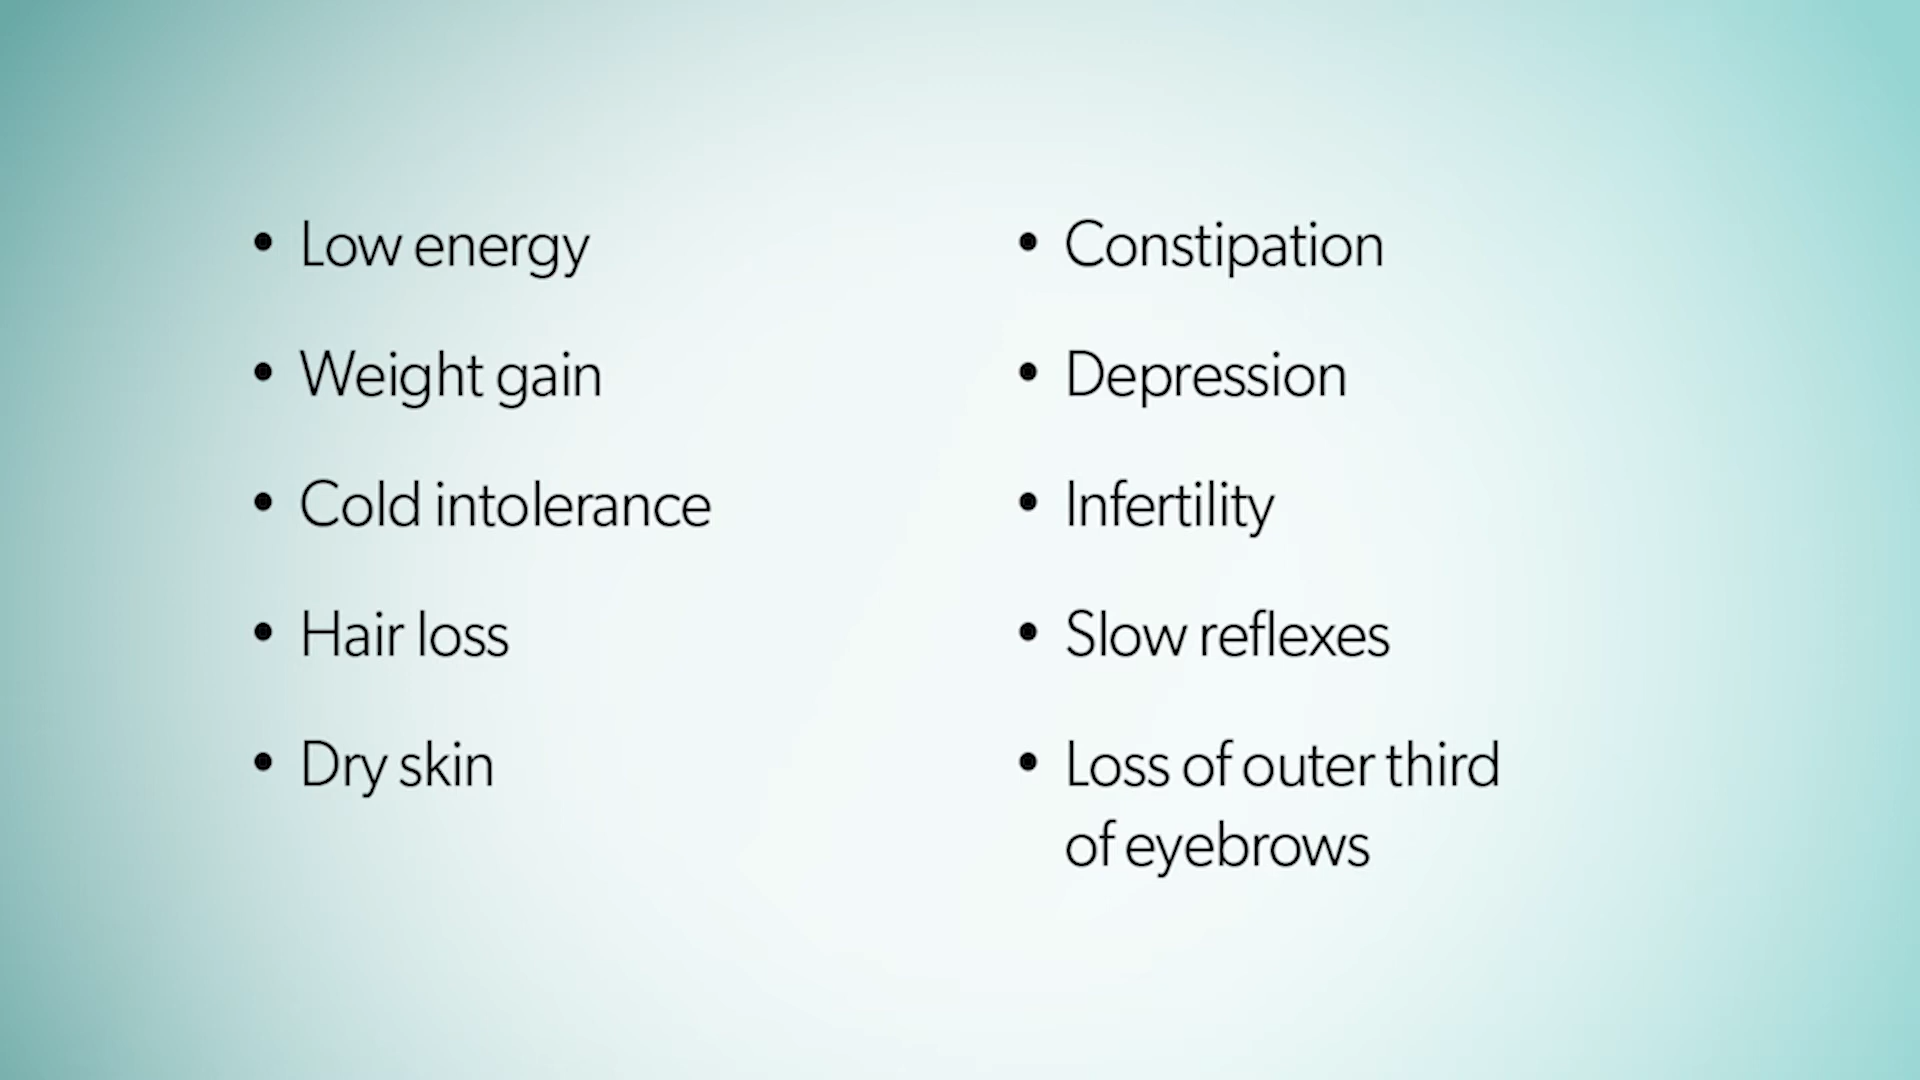 • Low energy
• Weight gain
• Cold intolerance
• Hair loss
• Dry skin
• Constipation
• Depression
• Infertility
• Slow reflexes
• Loss of outer third
of eyebrows